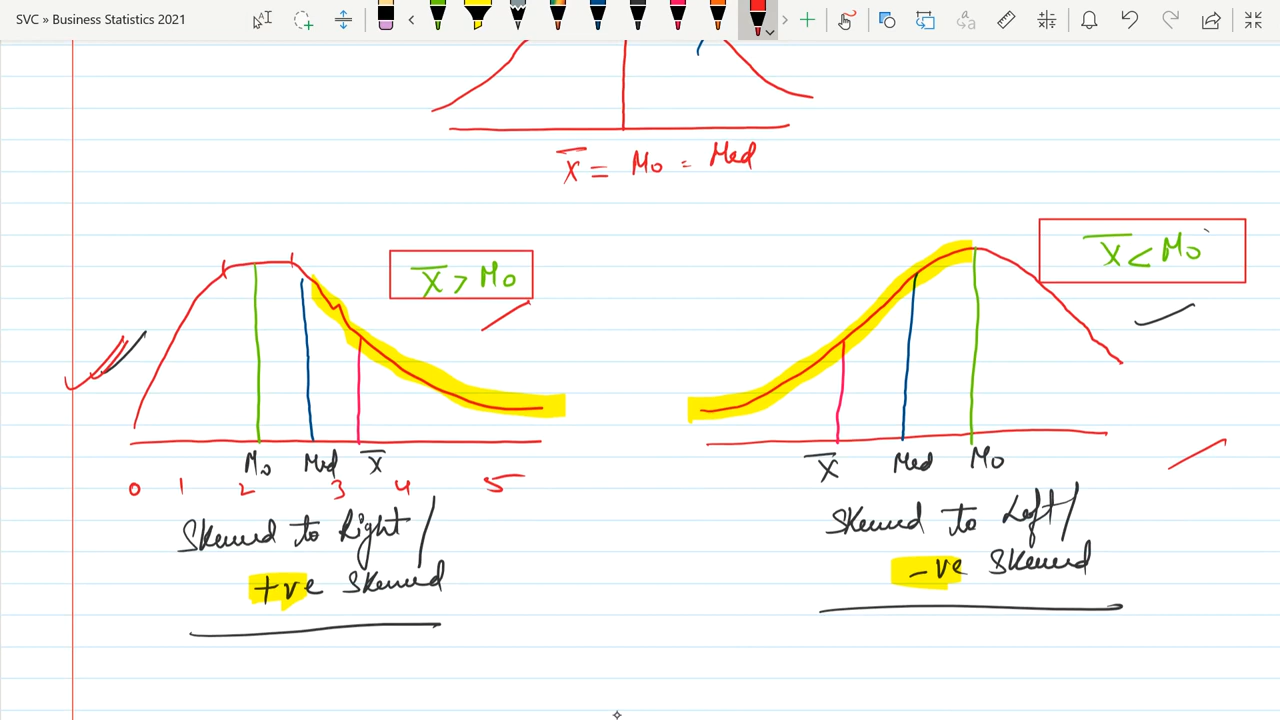 SVC » Business Statistics 2021
X̅ = Mo = Med
X̅ > Mo
X̅ < Mo
Mo Med X̅
0 1 2 3 4 5
Skewed to Right /
+ve Skewed
X̅ Med Mo
Skewed to Left /
-ve Skewed